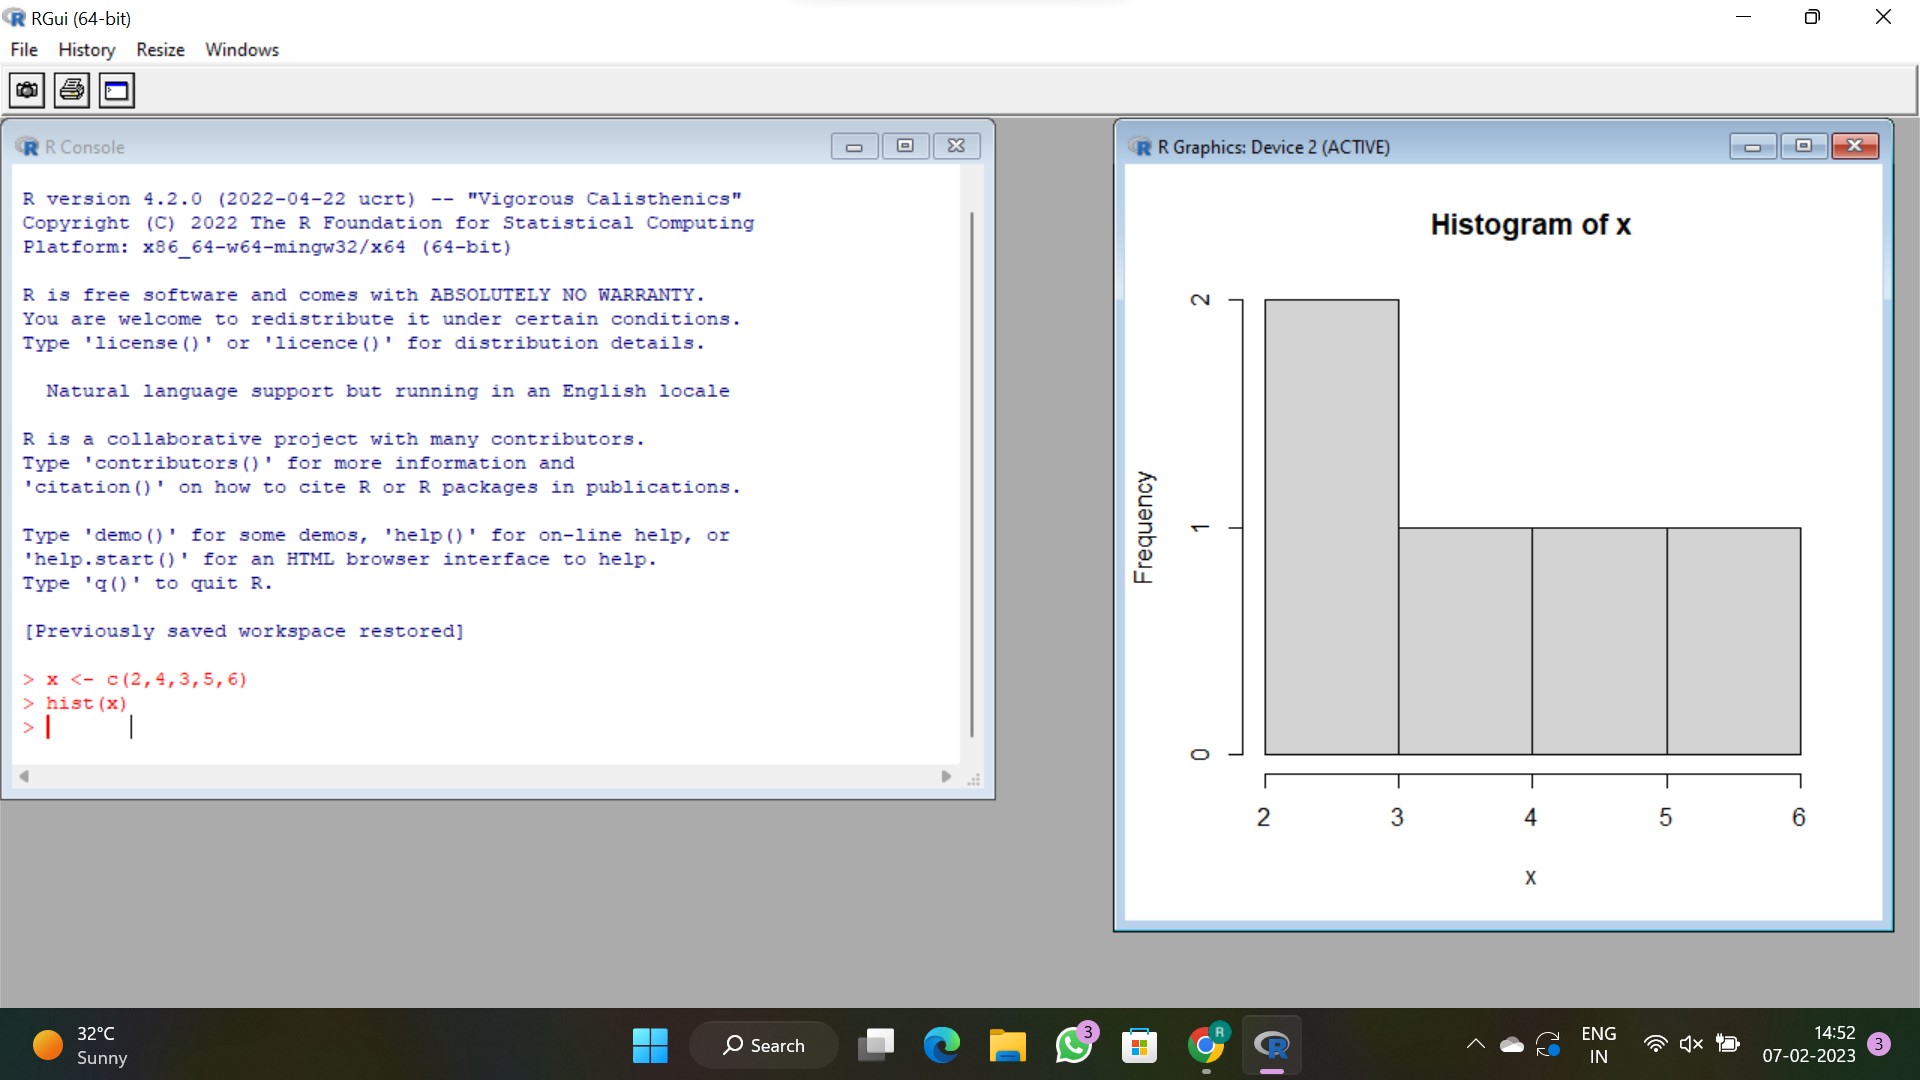 RGui (64-bit)
File History Resize Windows
R Console
R version 4.2.0 (2022-04-22 ucrt) -- "Vigorous Calisthenics"
Copyright (C) 2022 The R Foundation for Statistical Computing
Platform: x86_64-w64-mingw32/x64 (64-bit)
R is free software and comes with ABSOLUTELY NO WARRANTY.
You are welcome to redistribute it under certain conditions.
Type 'license()' or 'licence()' for distribution details.
Natural language support but running in an English locale
R is a collaborative project with many contributors.
Type 'contributors()' for more information and
'citation()' on how to cite R or R packages in publications.
Type 'demo()' for some demos, 'help()' for on-line help, or
'help.start()' for an HTML browser interface to help.
Type 'q()' to quit R.
[Previously saved workspace restored]
> x <- c(2,4,3,5,6)
> hist(x)
>
R Graphics: Device 2 (ACTIVE)
Histogram of x
Frequency
2
1
0
2 3 4 5 6
x
32°C
Sunny
Search
3
R
ENG
IN
14:52
07-02-2023
3